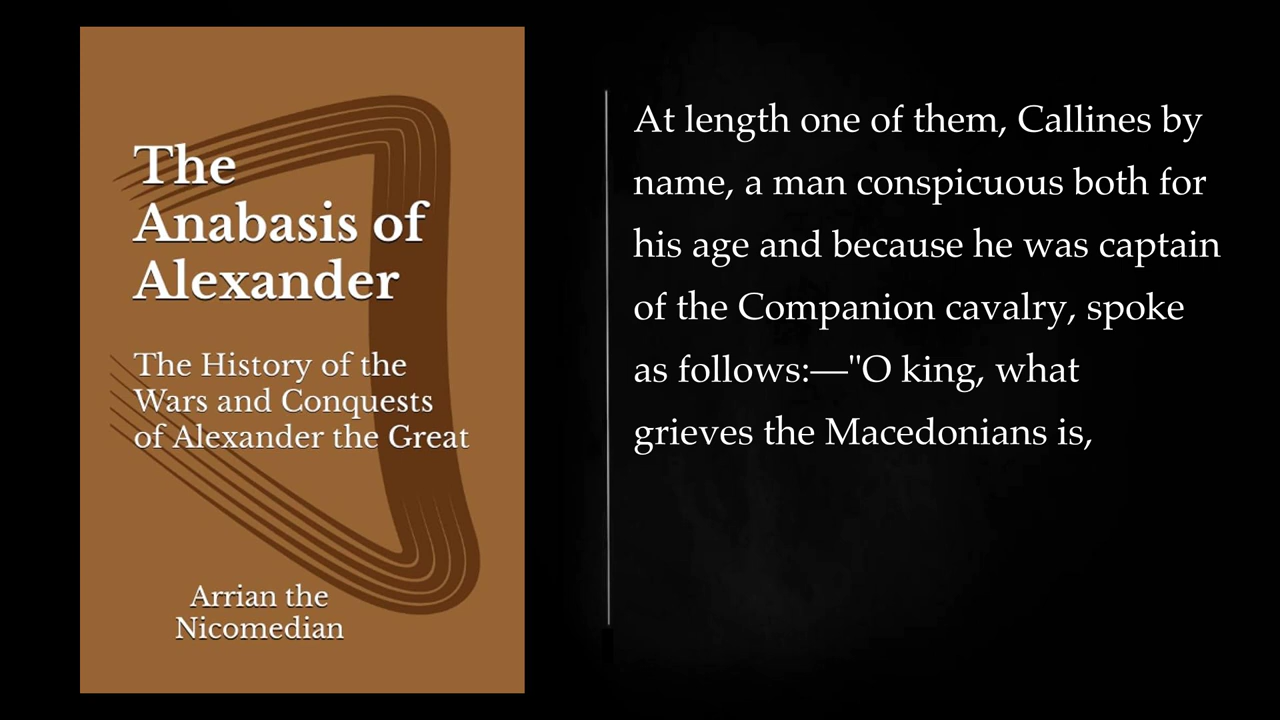 The
Anabasis of
Alexander
The History of the
Wars and Conquests
of Alexander the Great
Arrian the
Nicomedian
At length one of them, Callines by
name, a man conspicuous both for
his age and because he was captain
of the Companion cavalry, spoke
as follows:—"O king, what
grieves the Macedonians is,